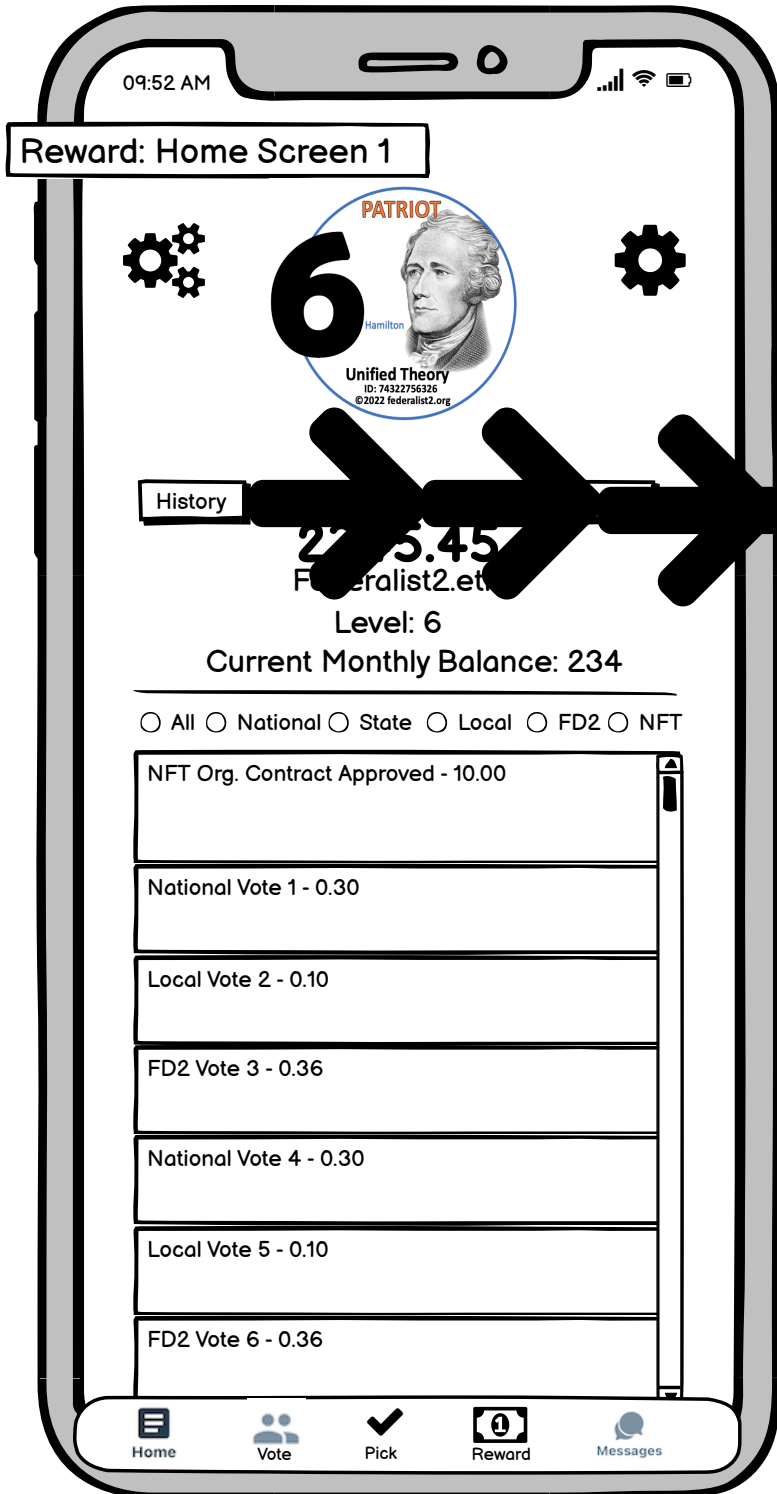 09:52 AM
Reward: Home Screen 1
PATRIOT
6
Hamilton
Unified Theory
ID: 74322756326
©2022 federalist2.org
History
Level: 6
Current Monthly Balance: 234
All National State Local FD2 NFT
NFT Org. Contract Approved - 10.00
National Vote 1 - 0.30
Local Vote 2 - 0.10
FD2 Vote 3 - 0.36
National Vote 4 - 0.30
Local Vote 5 - 0.10
FD2 Vote 6 - 0.36
1
Home Vote Pick Reward Messages